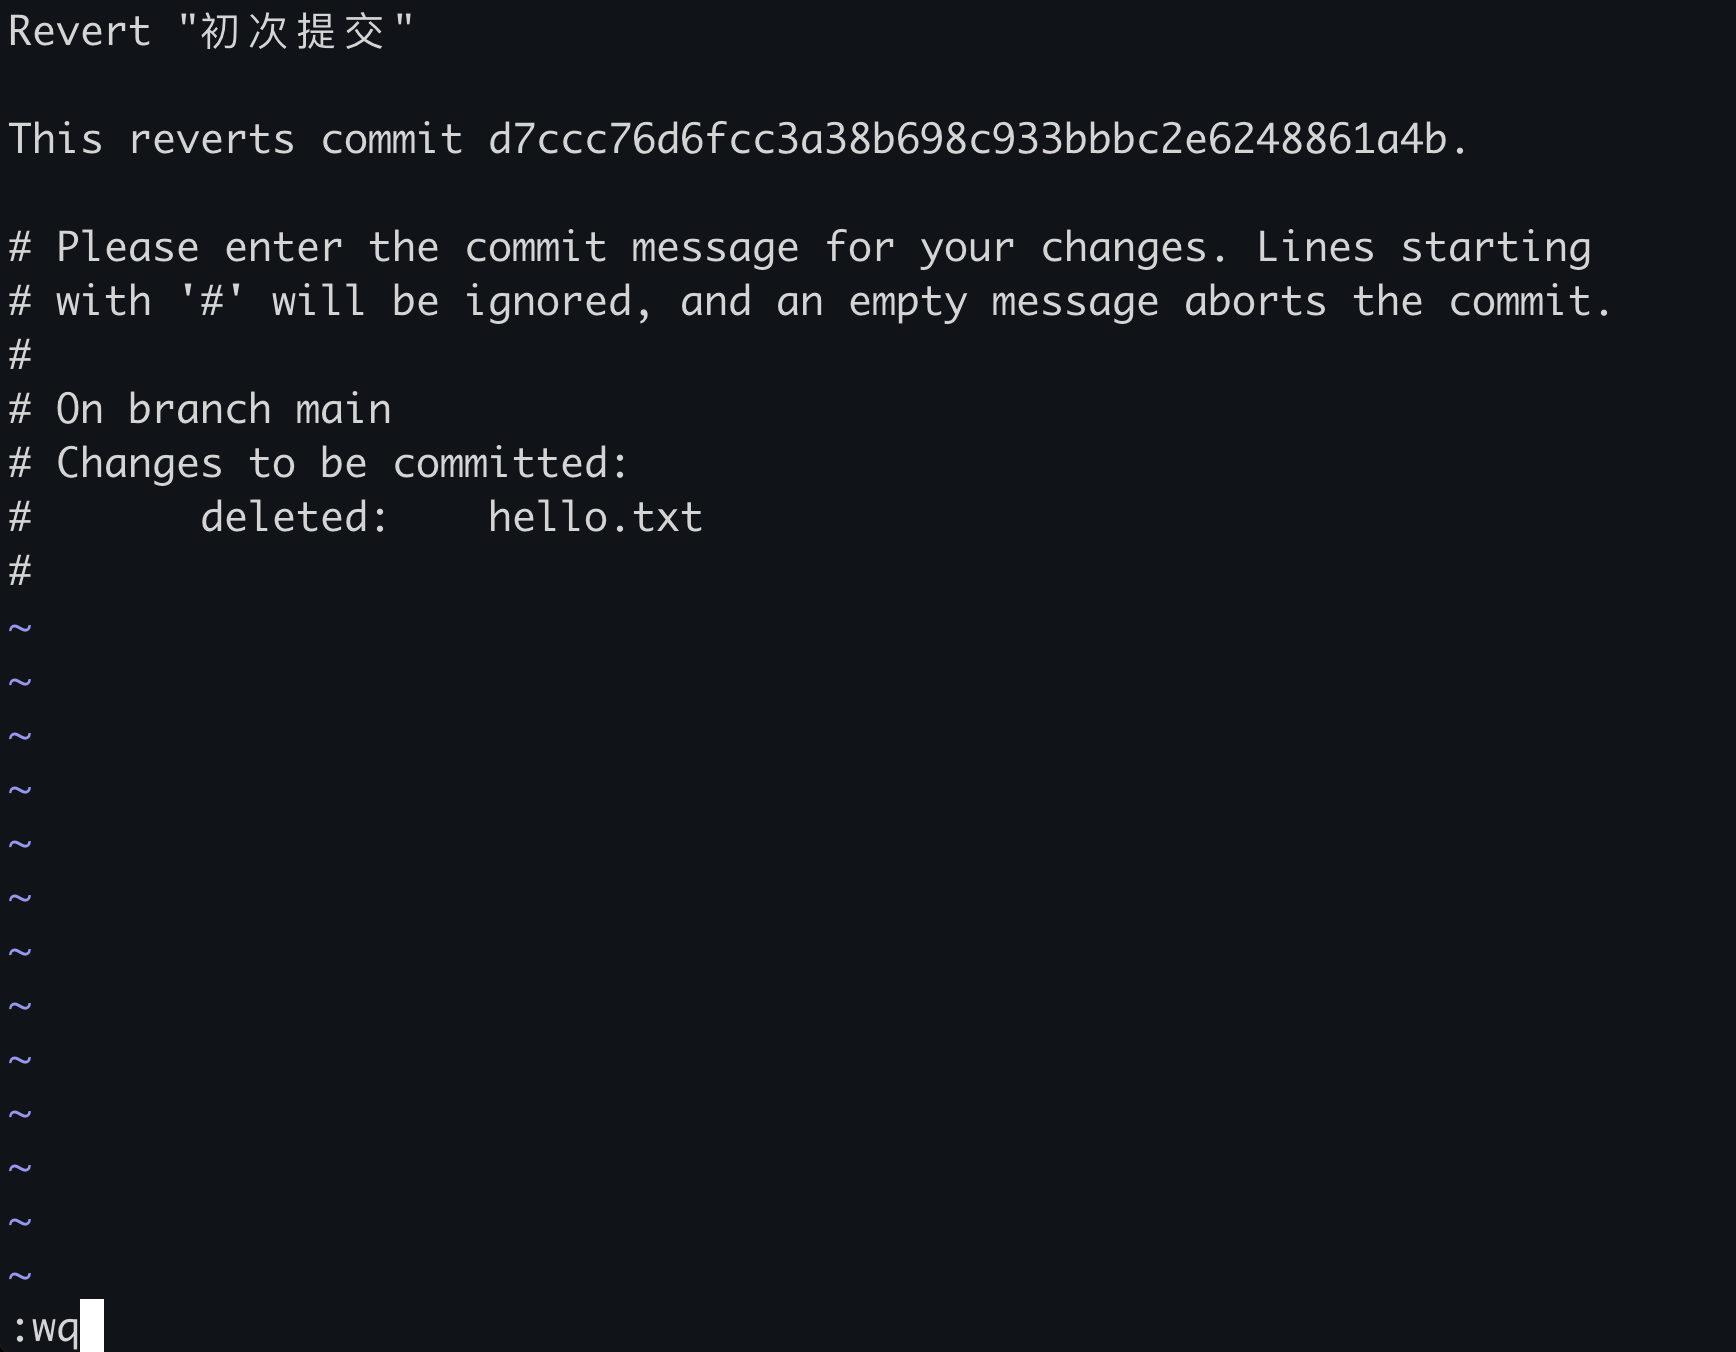 Revert "初次提交"
This reverts commit d7ccc76d6fcc3a38b698c933bbbc2e6248861a4b.
# Please enter the commit message for your changes. Lines starting
# with '#' will be ignored, and an empty message aborts the commit.
#
# On branch main
# Changes to be committed:
#       deleted:    hello.txt
#
~
~
~
~
~
~
~
~
~
~
~
~
~
:wq